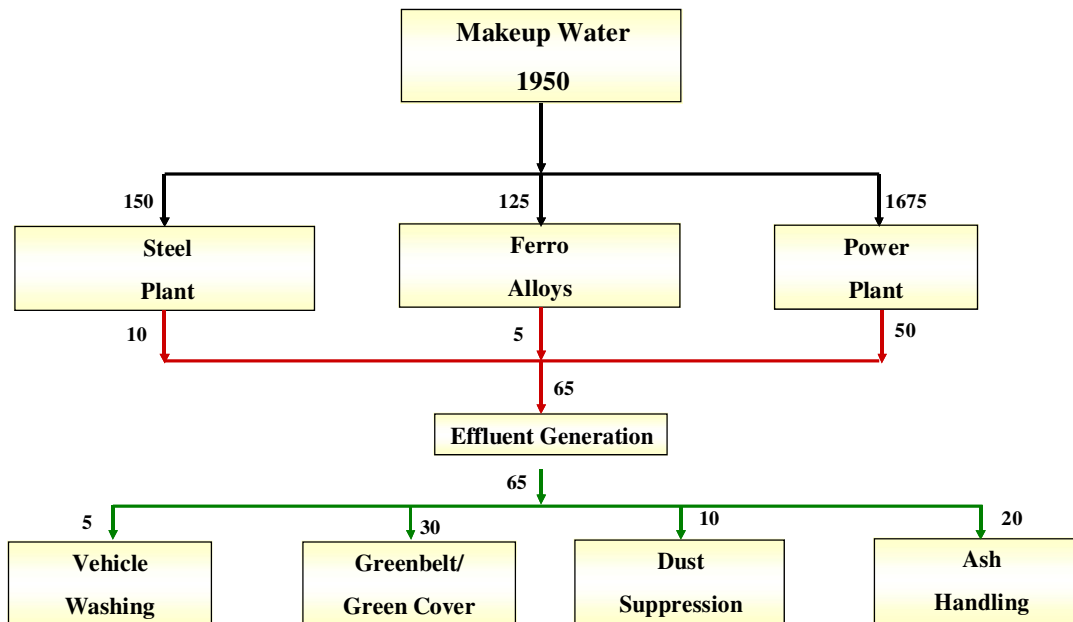 Makeup Water
1950
150
125
1675
Steel
Plant
Ferro
Alloys
Power
Plant
10
5
50
65
Effluent Generation
65
5
30
10
20
Vehicle
Washing
Greenbelt/
Green Cover
Dust
Suppression
Ash
Handling